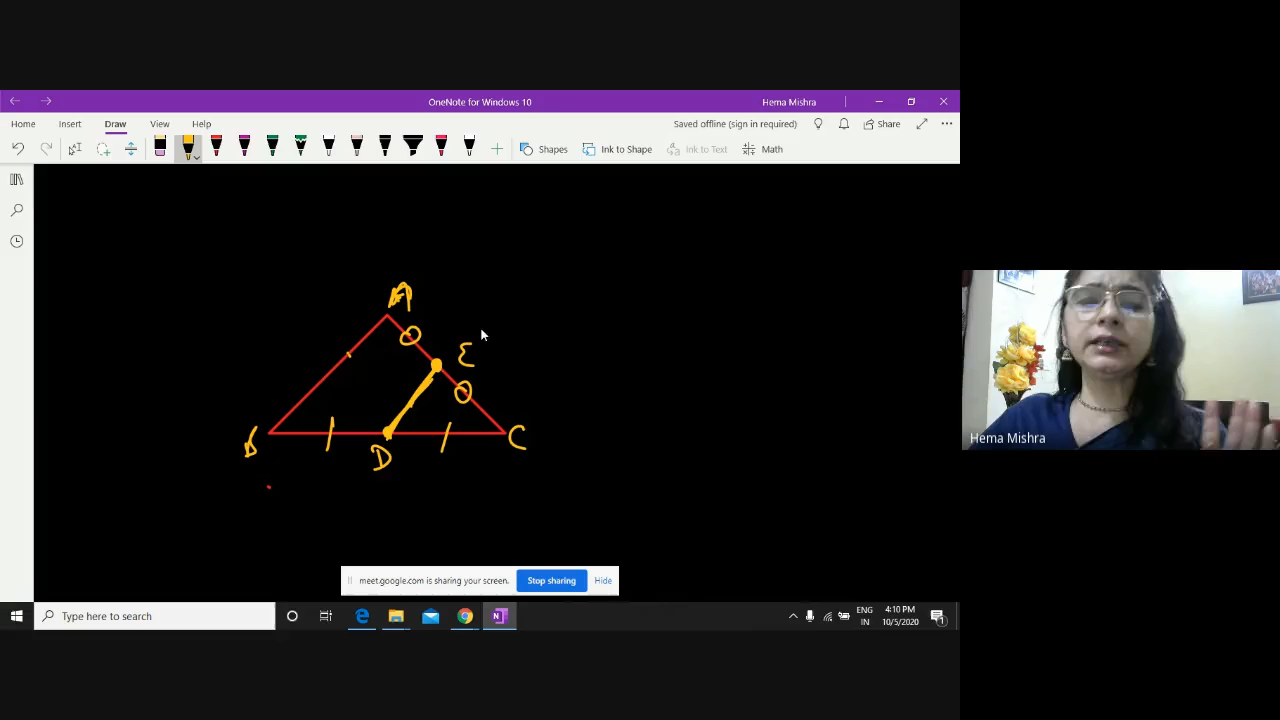 OneNote for Windows 10
Hema Mishra
Home Insert Draw View Help
Saved offline (sign in required)
Share
Shapes
Ink to Shape
Ink to Text
Math
A
E
B
D
C
Hema Mishra
meet.google.com is sharing your screen.
Stop sharing
Hide
Type here to search
N
ENG
IN
4:10 PM
10/5/2020
1